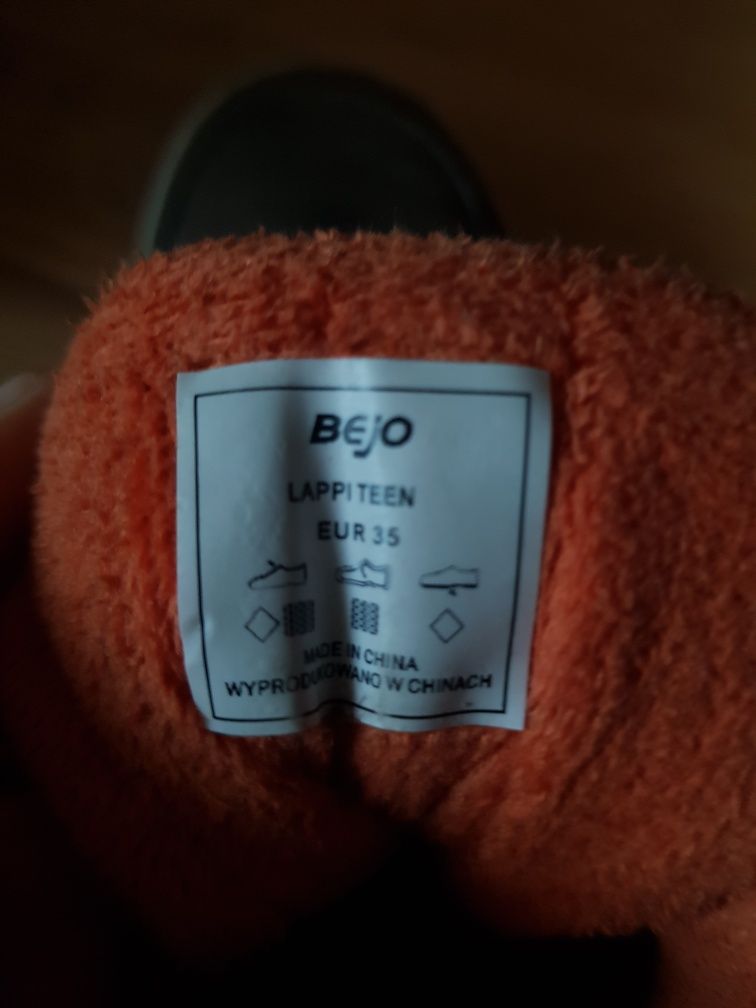 BEJO
LAPPI TEEN
EUR 35
MADE IN CHINA
WYPRODUKOWANO W CHINACH